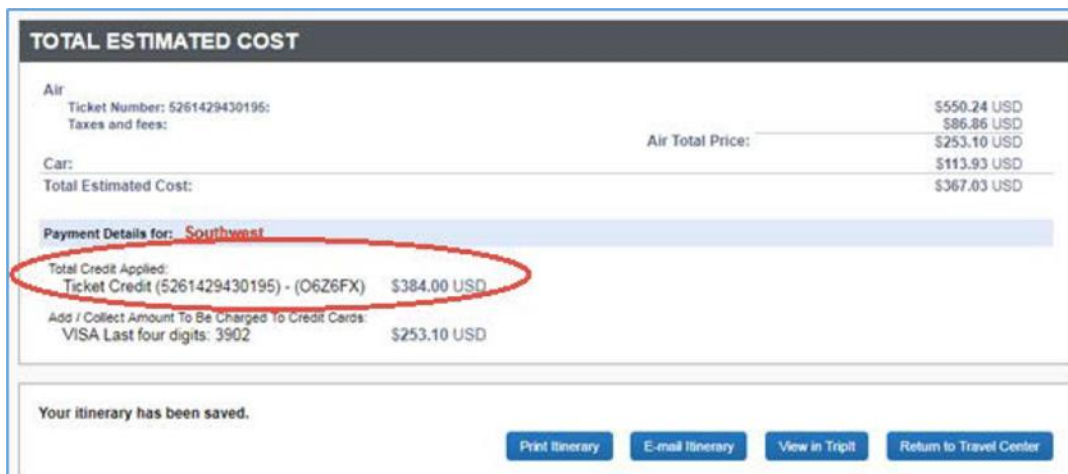 TOTAL ESTIMATED COST
Air
Ticket Number: 5261429430195: $550.24 USD
Taxes and fees: $86.86 USD
Air Total Price: $253.10 USD
Car: $113.93 USD
Total Estimated Cost: $367.03 USD
Payment Details for: Southwest
Total Credit Applied:
Ticket Credit (5261429430195) - (O6Z6FX) $384.00 USD
Add / Collect Amount To Be Charged To Credit Cards:
VISA Last four digits: 3902 $253.10 USD
Your itinerary has been saved.
Print Itinerary E-mail Itinerary View in TripIt Return to Travel Center